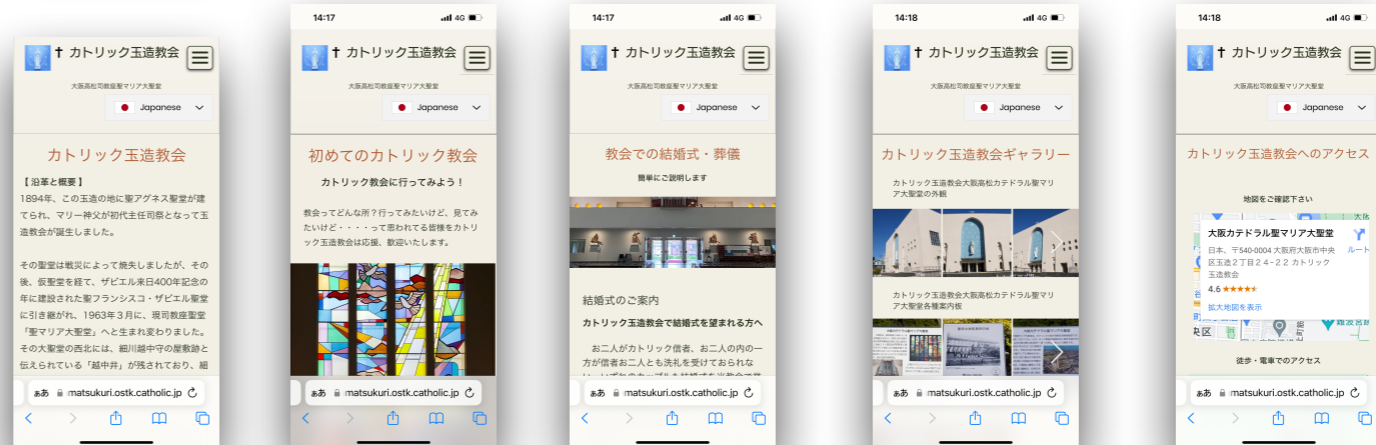 † カトリック玉造教会
大阪高松司教座聖マリア大聖堂
Japanese
カトリック玉造教会
【 沿革と概要 】
1894年、この玉造の地に聖アグネス聖堂が建
てられ、マリー神父が初代主任司祭となって玉
造教会が誕生しました。
その聖堂は戦災によって焼失しましたが、その
後、仮聖堂を経て、ザビエル来日400年記念の
年に建設された聖フランシスコ・ザビエル聖堂
に引き継がれ、1963年３月に、現司教座聖堂
「聖マリア大聖堂」へと生まれ変わりました。
その大聖堂の西北には、細川越中守の屋敷跡と
伝えられている「越中井」が残されており、細
ぁあ matsukuri.ostk.catholic.jp
14:17
4G
† カトリック玉造教会
大阪高松司教座聖マリア大聖堂
Japanese
初めてのカトリック教会
カトリック教会に行ってみよう！
教会ってどんな所？行ってみたいけど、見てみ
たいけど・・・・って思われてる皆様をカトリ
ック玉造教会は応援、歓迎いたします。
ぁあ matsukuri.ostk.catholic.jp
14:17
4G
† カトリック玉造教会
大阪高松司教座聖マリア大聖堂
Japanese
教会での結婚式・葬儀
簡単にご説明します
結婚式のご案内
カトリック玉造教会で結婚式を望まれる方へ
お二人がカトリック信者、お二人の内の一
方が信者お二人とも洗礼を受けておられな
ぁあ matsukuri.ostk.catholic.jp
14:18
4G
† カトリック玉造教会
大阪高松司教座聖マリア大聖堂
Japanese
カトリック玉造教会ギャラリー
カトリック玉造教会大阪高松カテドラル聖マリ
ア大聖堂の外観
カトリック玉造教会大阪高松カテドラル聖マリ
ア大聖堂各種案内板
ぁあ matsukuri.ostk.catholic.jp
14:18
4G
† カトリック玉造教会
大阪高松司教座聖マリア大聖堂
Japanese
カトリック玉造教会へのアクセス
地図をご確認下さい
大阪カテドラル聖マリア大聖堂
日本、〒540-0004 大阪府大阪市中央
区玉造２丁目２４−２２ カトリック
玉造教会
ルート
4.6 ★★★★★
拡大地図を表示
徒歩・電車でのアクセス
ぁあ matsukuri.ostk.catholic.jp